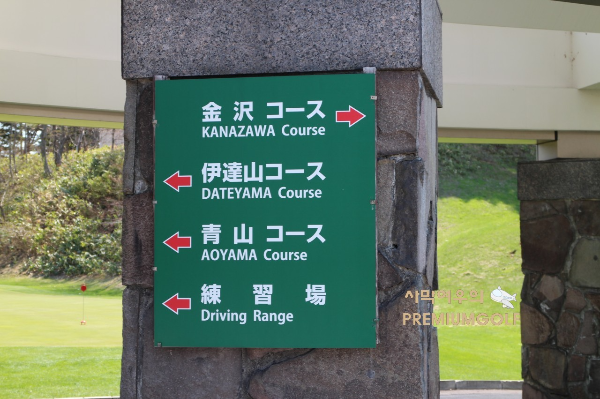 金沢 コース
KANAZAWA Course
伊達山コース
DATEYAMA Course
青山 コース
AOYAMA Course
練習場
Driving Range